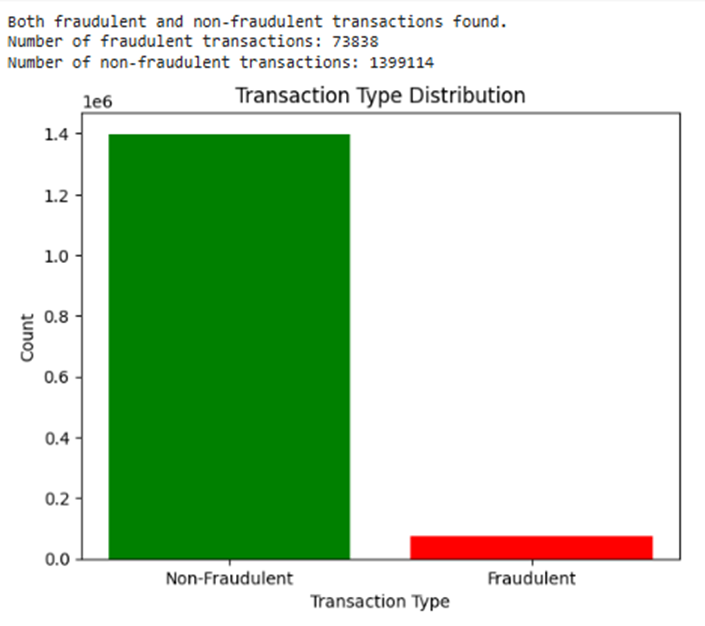 Both fraudulent and non-fraudulent transactions found.
Number of fraudulent transactions: 73838
Number of non-fraudulent transactions: 1399114
Transaction Type Distribution
1e6
1.4
1.2
1.0
0.8
0.6
0.4
0.2
0.0
Count
Non-Fraudulent
Fraudulent
Transaction Type